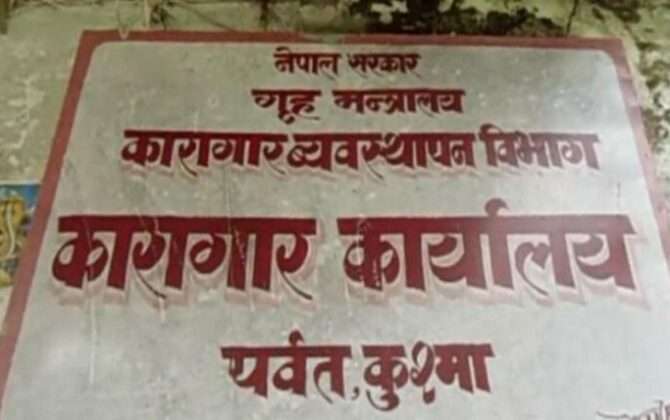 नेपाल सरकार
गृह मन्त्रालय
कारागार व्यवस्थापन विभाग
कारागार कार्यालय
पर्वत, कुश्मा